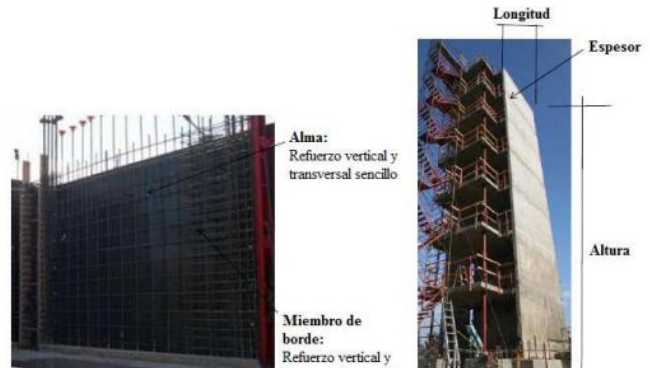 Longitud
Espesor
Alma:
Refuerzo vertical y
transversal sencillo
Altura
Miembro de
borde:
Refuerzo vertical y